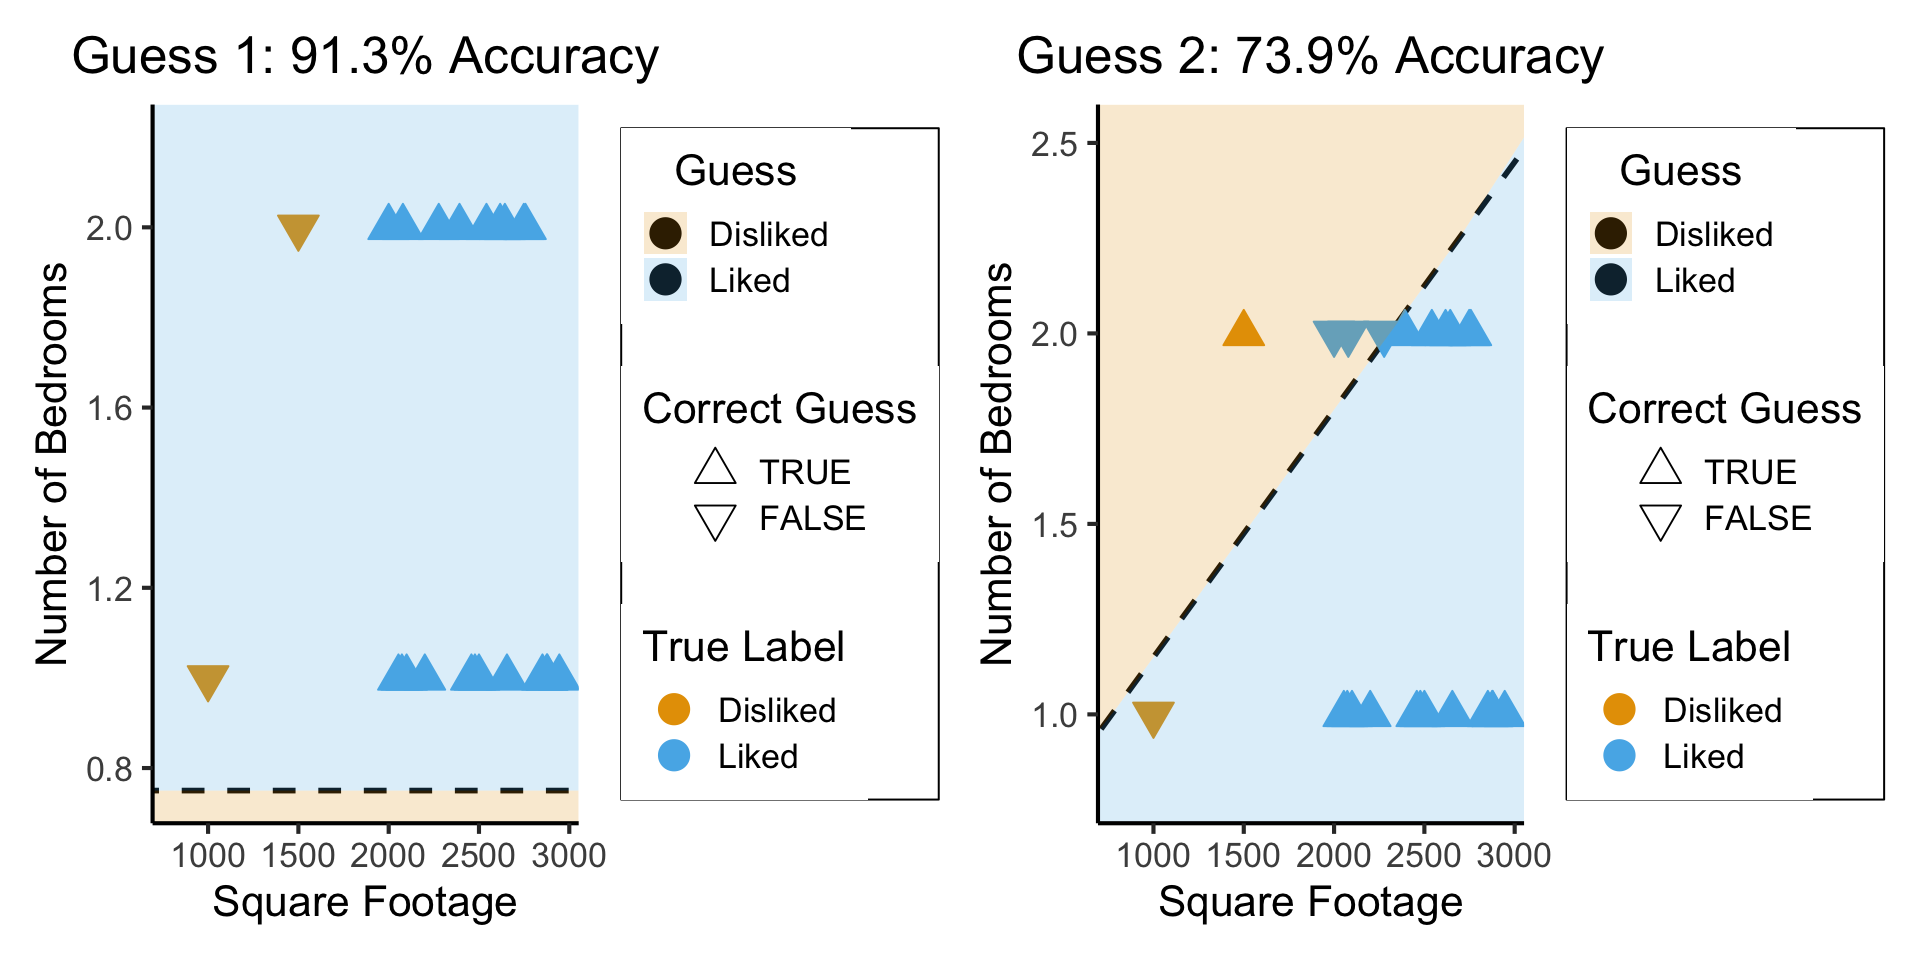 Guess 1: 91.3% Accuracy
Number of Bedrooms
2.0
1.6
1.2
0.8
1000 1500 2000 2500 3000
Square Footage
Guess
Disliked
Liked
Correct Guess
TRUE
FALSE
True Label
Disliked
Liked
Guess 2: 73.9% Accuracy
Number of Bedrooms
2.5
2.0
1.5
1.0
1000 1500 2000 2500 3000
Square Footage
Guess
Disliked
Liked
Correct Guess
TRUE
FALSE
True Label
Disliked
Liked